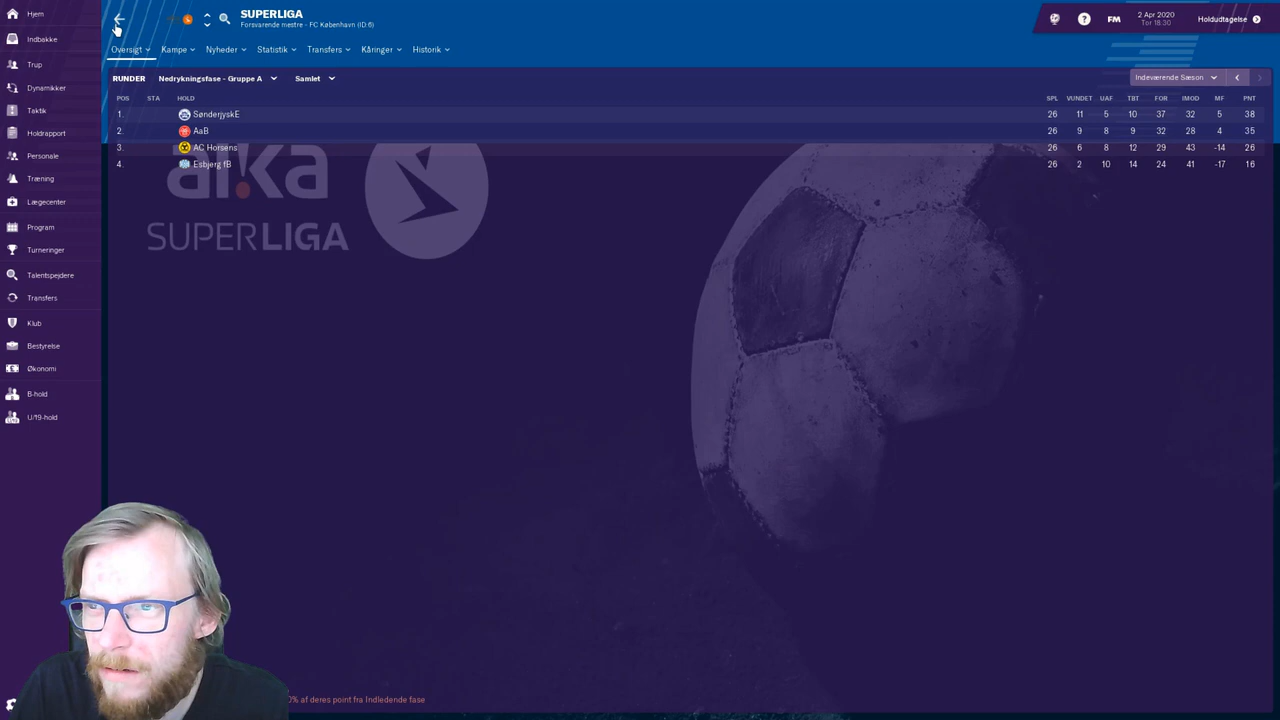 Hjem
Indbakke
Trup
Dynamikker
Taktik
Holdrapport
Personale
Træning
Lægecenter
Program
Turneringer
Talentspejdere
Transfers
Klub
Bestyrelse
Økonomi
B-hold
U/19-hold
SUPERLIGA
Forsvarende mestre - FC København (ID:6)
FM
2 Apr 2020
Tor 18:30
Holdudtagelse
Oversigt Kampe Nyheder Statistik Transfers Kåringer Historik
RUNDER Nedrykningsfase - Gruppe A Samlet Indeværende Sæson
POS STA HOLD SPL VUNDET UAF TBT FOR IMOD MF PNT
1. SønderjyskE 26 11 5 10 37 32 5 38
2. AaB 26 9 8 9 32 28 4 35
3. AC Horsens 26 6 8 12 29 43 -14 26
4. Esbjerg fB 26 2 10 14 24 41 -17 16
al!ka
SUPERLIGA
0% af deres point fra Indledende fase